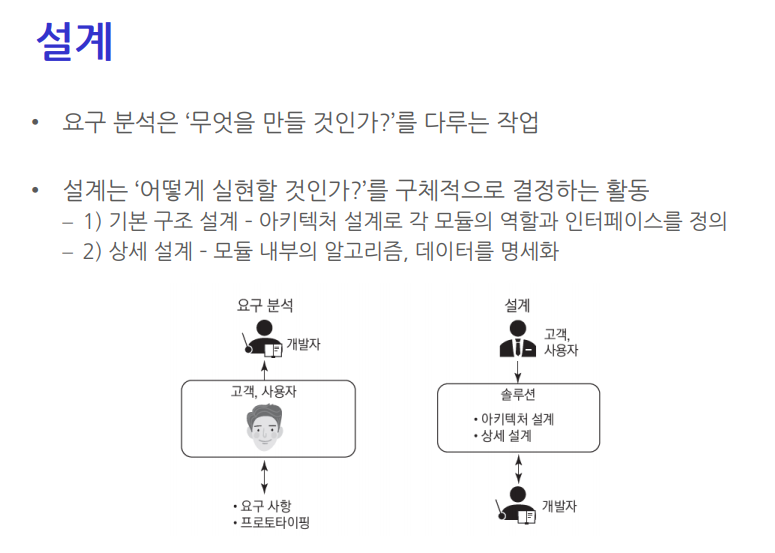 설계
• 요구 분석은 ‘무엇을 만들 것인가?’를 다루는 작업
• 설계는 ‘어떻게 실현할 것인가?’를 구체적으로 결정하는 활동
– 1) 기본 구조 설계 - 아키텍처 설계로 각 모듈의 역할과 인터페이스를 정의
– 2) 상세 설계 - 모듈 내부의 알고리즘, 데이터를 명세화
요구 분석
개발자
고객, 사용자
• 요구 사항
• 프로토타이핑
설계
고객,
사용자
솔루션
• 아키텍처 설계
• 상세 설계
개발자